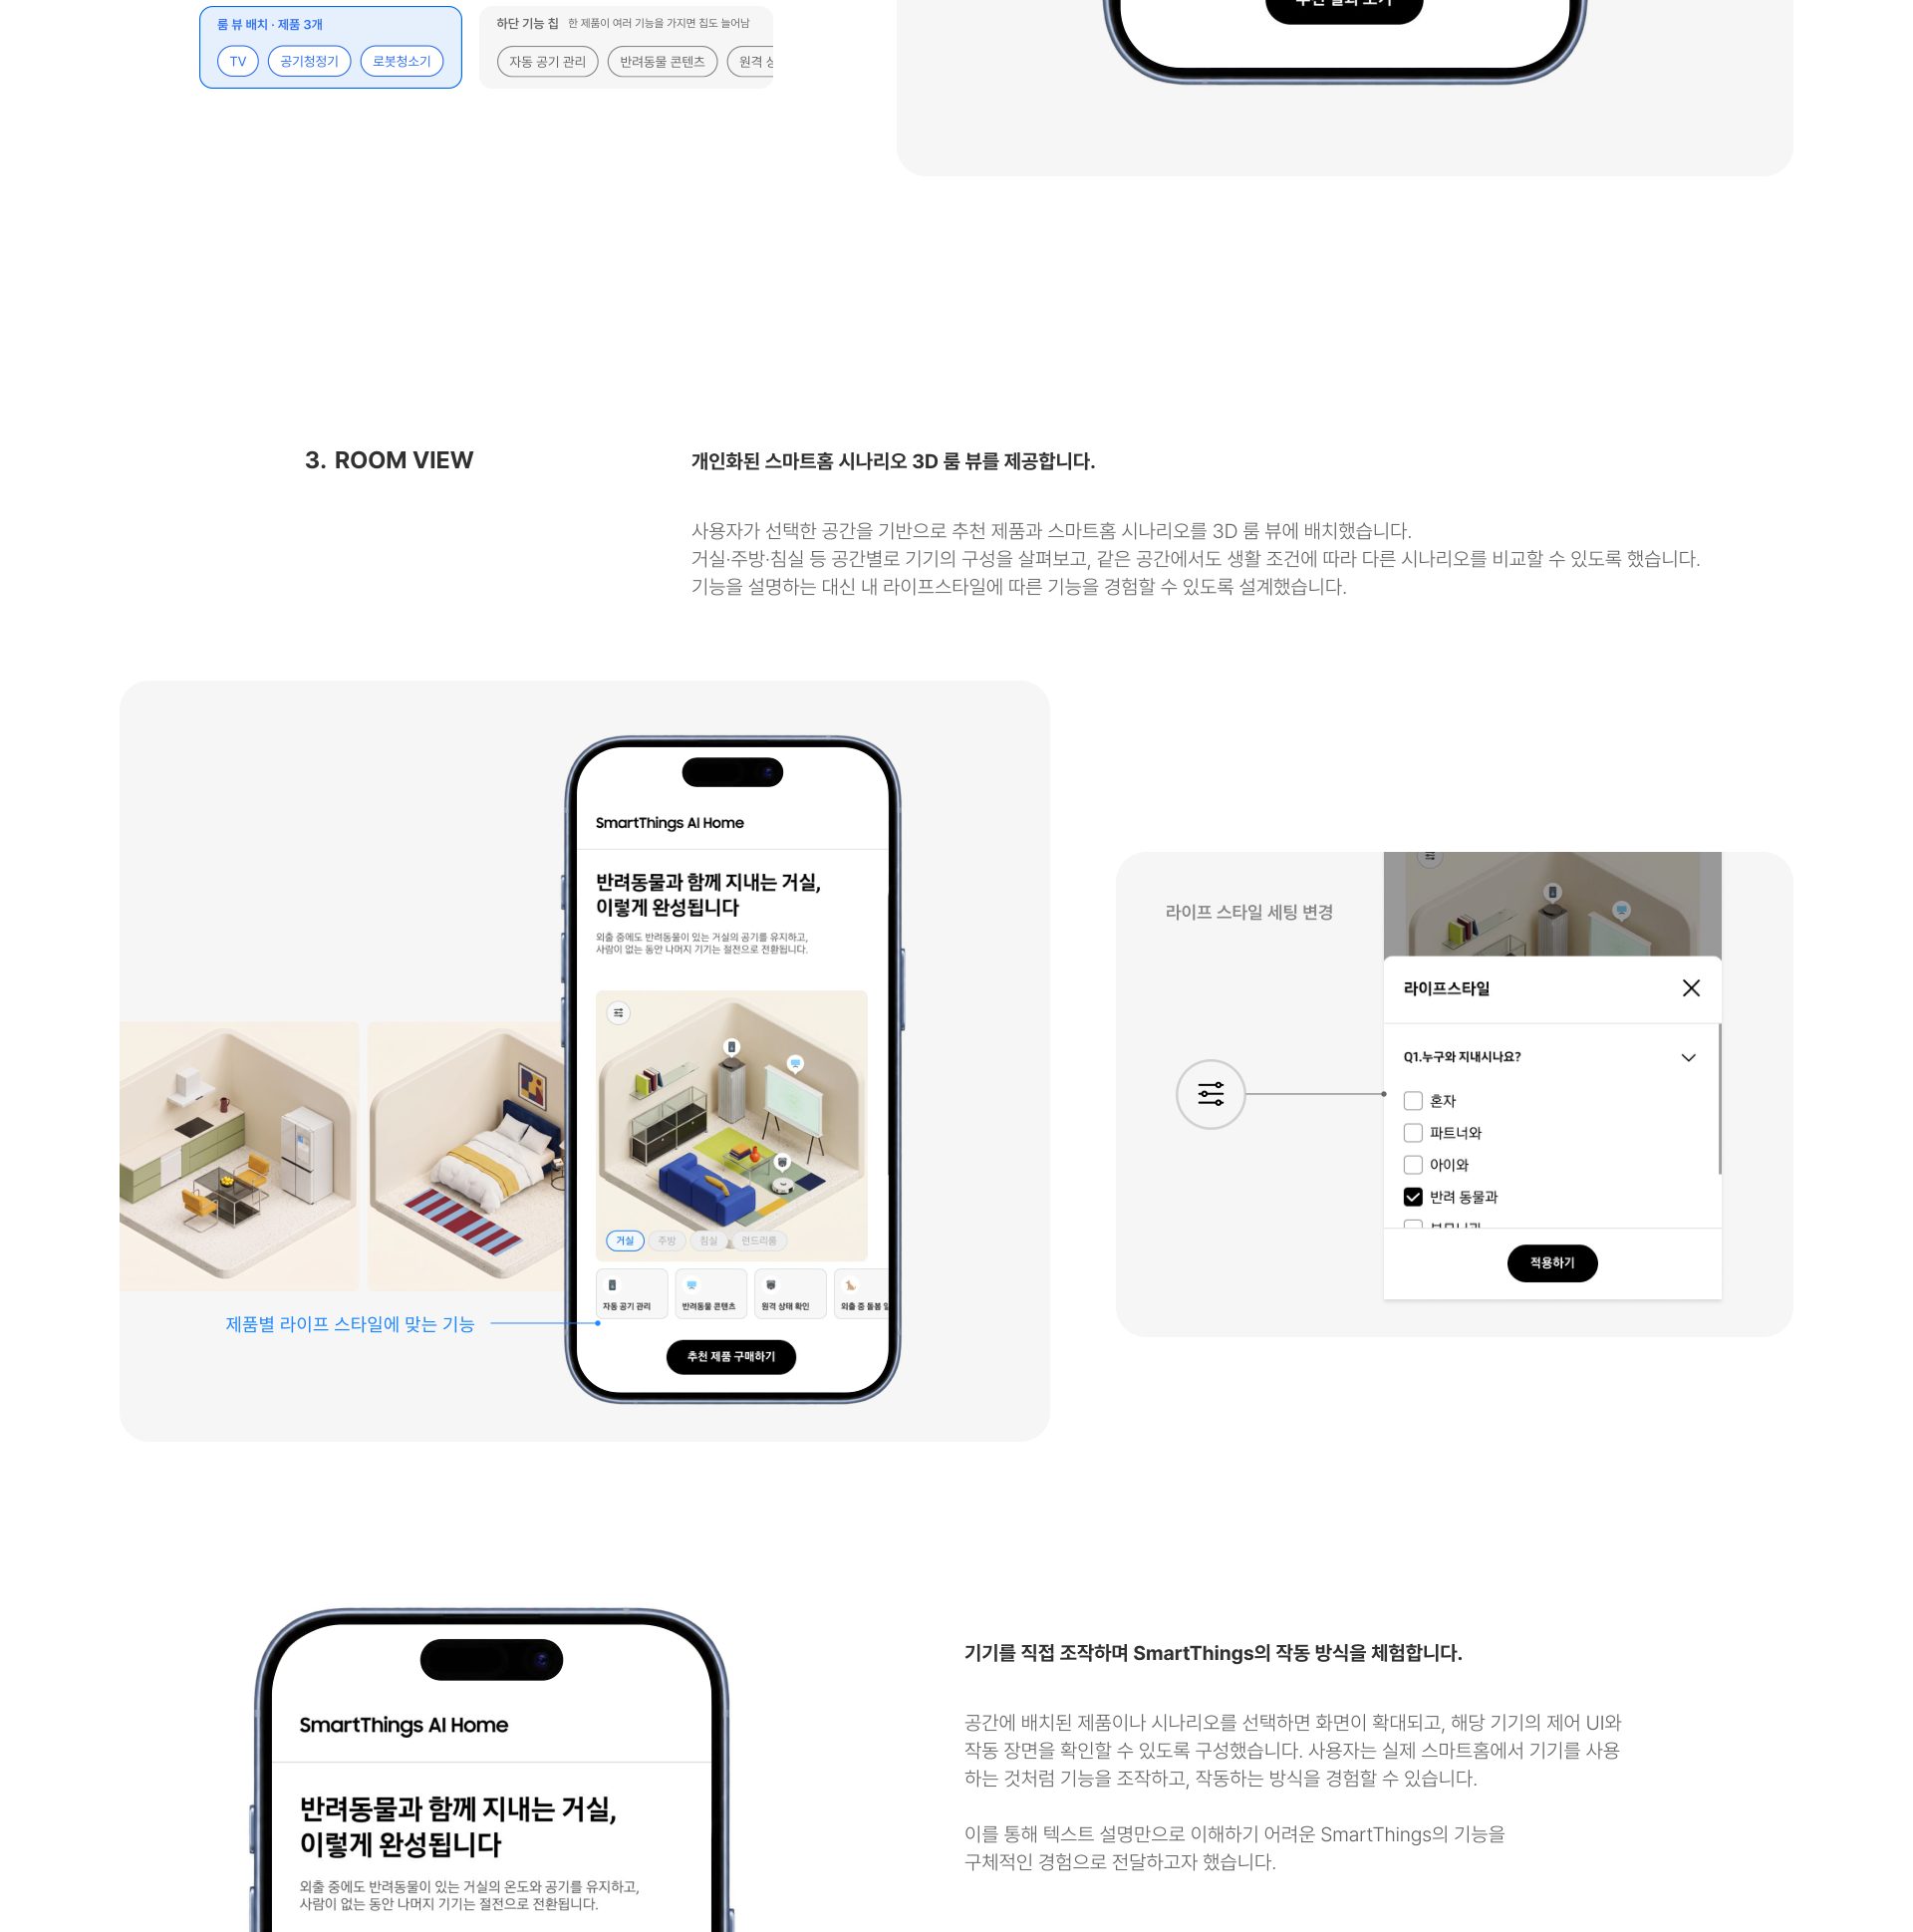 룸 뷰 배치 · 제품 3개
TV
공기청정기
로봇청소기
하단 기능 칩
한 제품이 여러 기능을 가지면 칩도 늘어남
자동 공기 관리
반려동물 콘텐츠
원격
3. ROOM VIEW
개인화된 스마트홈 시나리오 3D 룸 뷰를 제공합니다.
사용자가 선택한 공간을 기반으로 추천 제품과 스마트홈 시나리오를 3D 룸 뷰에 배치했습니다.
거실·주방·침실 등 공간별로 기기의 구성을 살펴보고, 같은 공간에서도 생활 조건에 따라 다른 시나리오를 비교할 수 있도록 했습니다.
기능을 설명하는 대신 내 라이프스타일에 따른 기능을 경험할 수 있도록 설계했습니다.
SmartThings AI Home
반려동물과 함께 지내는 거실,
이렇게 완성됩니다
외출 중에도 반려동물이 있는 거실의 공기를 유지하고,
사람이 없는 동안 나머지 기기는 절전으로 전환됩니다.
거실
주방
침실
런드리룸
자동 공기 관리
반려동물 콘텐츠
원격 상태 확인
외출 중 돌봄
제품별 라이프 스타일에 맞는 기능
추천 제품 구매하기
라이프 스타일 세팅 변경
라이프스타일
Q1.누구와 지내시나요?
혼자
파트너와
아이와
반려 동물과
적용하기
SmartThings AI Home
반려동물과 함께 지내는 거실,
이렇게 완성됩니다
외출 중에도 반려동물이 있는 거실의 온도와 공기를 유지하고,
사람이 없는 동안 나머지 기기는 절전으로 전환됩니다.
기기를 직접 조작하며 SmartThings의 작동 방식을 체험합니다.
공간에 배치된 제품이나 시나리오를 선택하면 화면이 확대되고, 해당 기기의 제어 UI와
작동 장면을 확인할 수 있도록 구성했습니다. 사용자는 실제 스마트홈에서 기기를 사용
하는 것처럼 기능을 조작하고, 작동하는 방식을 경험할 수 있습니다.
이를 통해 텍스트 설명만으로 이해하기 어려운 SmartThings의 기능을
구체적인 경험으로 전달하고자 했습니다.